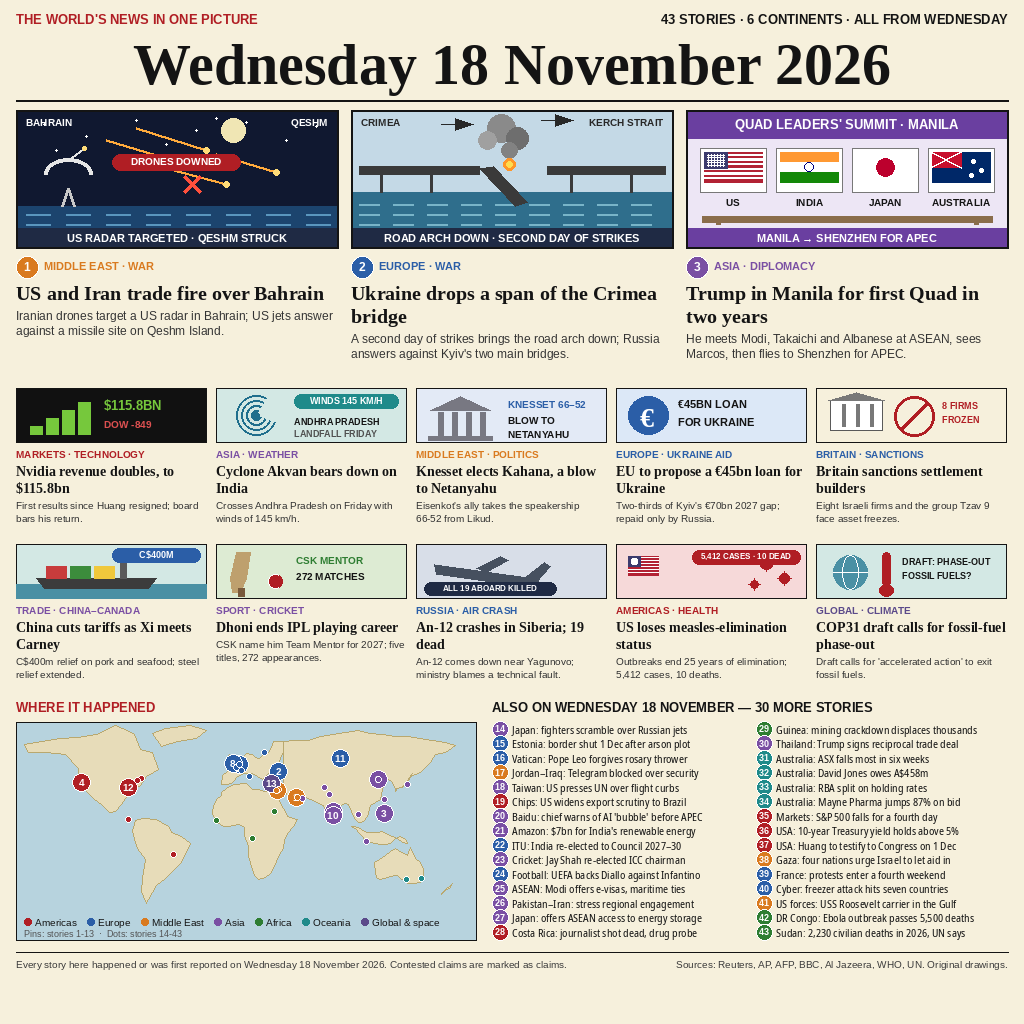 THE WORLD'S NEWS IN ONE PICTURE
43 STORIES · 6 CONTINENTS · ALL FROM WEDNESDAY
Wednesday 18 November 2026
BAHRAIN
QESHM
DRONES DOWNED
US RADAR TARGETED · QESHM STRUCK
CRIMEA
KERCH STRAIT
ROAD ARCH DOWN · SECOND DAY OF STRIKES
QUAD LEADERS' SUMMIT · MANILA
US
INDIA
JAPAN
AUSTRALIA
MANILA → SHENZHEN FOR APEC
1 MIDDLE EAST · WAR
US and Iran trade fire over Bahrain
Iranian drones target a US radar in Bahrain; US jets answer
against a missile site on Qeshm Island.
2 EUROPE · WAR
Ukraine drops a span of the Crimea
bridge
A second day of strikes brings the road arch down; Russia
answers against Kyiv's two main bridges.
3 ASIA · DIPLOMACY
Trump in Manila for first Quad in
two years
He meets Modi, Takaichi and Albanese at ASEAN, sees
Marcos, then flies to Shenzhen for APEC.
$115.8BN
DOW -849
MARKETS · TECHNOLOGY
Nvidia revenue doubles, to
$115.8bn
First results since Huang resigned; board
bars his return.
WINDS 145 KM/H
ANDHRA PRADESH
LANDFALL FRIDAY
ASIA · WEATHER
Cyclone Akvan bears down on
India
Crosses Andhra Pradesh on Friday with
winds of 145 km/h.
KNESSET 66–52
BLOW TO
NETANYAHU
MIDDLE EAST · POLITICS
Knesset elects Kahana, a blow
to Netanyahu
Eisenkot's ally takes the speakership
66-52 from Likud.
€
€45BN LOAN
FOR UKRAINE
EUROPE · UKRAINE AID
EU to propose a €45bn loan for
Ukraine
Two-thirds of Kyiv's €70bn 2027 gap;
repaid only by Russia.
8 FIRMS
FROZEN
BRITAIN · SANCTIONS
Britain sanctions settlement
builders
Eight Israeli firms and the group Tzav 9
face asset freezes.
C$400M
TRADE · CHINA–CANADA
China cuts tariffs as Xi meets
Carney
C$400m relief on pork and seafood; steel
relief extended.
CSK MENTOR
272 MATCHES
SPORT · CRICKET
Dhoni ends IPL playing career
CSK name him Team Mentor for 2027; five
titles, 272 appearances.
ALL 19 ABOARD KILLED
RUSSIA · AIR CRASH
An-12 crashes in Siberia; 19
dead
An-12 comes down near Yagunovo;
ministry blames a technical fault.
5,412 CASES · 10 DEAD
AMERICAS · HEALTH
US loses measles-elimination
status
Outbreaks end 25 years of elimination;
5,412 cases, 10 deaths.
DRAFT: PHASE-OUT
FOSSIL FUELS?
GLOBAL · CLIMATE
COP31 draft calls for fossil-fuel
phase-out
Draft calls for 'accelerated action' to exit
fossil fuels.
WHERE IT HAPPENED
4
12
8
2
13
11
10
3
Americas
Europe
Middle East
Asia
Africa
Oceania
Global & space
Pins: stories 1-13 · Dots: stories 14-43
ALSO ON WEDNESDAY 18 NOVEMBER — 30 MORE STORIES
14 Japan: fighters scramble over Russian jets
15 Estonia: border shut 1 Dec after arson plot
16 Vatican: Pope Leo forgives rosary thrower
17 Jordan–Iraq: Telegram blocked over security
18 Taiwan: US presses UN over flight curbs
19 Chips: US widens export scrutiny to Brazil
20 Baidu: chief warns of AI 'bubble' before APEC
21 Amazon: $7bn for India's renewable energy
22 ITU: India re-elected to Council 2027–30
23 Cricket: Jay Shah re-elected ICC chairman
24 Football: UEFA backs Diallo against Infantino
25 ASEAN: Modi offers e-visas, maritime ties
26 Pakistan–Iran: stress regional engagement
27 Japan: offers ASEAN access to energy storage
28 Costa Rica: journalist shot dead, drug probe
29 Guinea: mining crackdown displaces thousands
30 Thailand: Trump signs reciprocal trade deal
31 Australia: ASX falls most in six weeks
32 Australia: David Jones owes A$458m
33 Australia: RBA split on holding rates
34 Australia: Mayne Pharma jumps 87% on bid
35 Markets: S&P 500 falls for a fourth day
36 USA: 10-year Treasury yield holds above 5%
37 USA: Huang to testify to Congress on 1 Dec
38 Gaza: four nations urge Israel to let aid in
39 France: protests enter a fourth weekend
40 Cyber: freezer attack hits seven countries
41 US forces: USS Roosevelt carrier in the Gulf
42 DR Congo: Ebola outbreak passes 5,500 deaths
43 Sudan: 2,230 civilian deaths in 2026, UN says
Every story here happened or was first reported on Wednesday 18 November 2026. Contested claims are marked as claims.
Sources: Reuters, AP, AFP, BBC, Al Jazeera, WHO, UN. Original drawings.